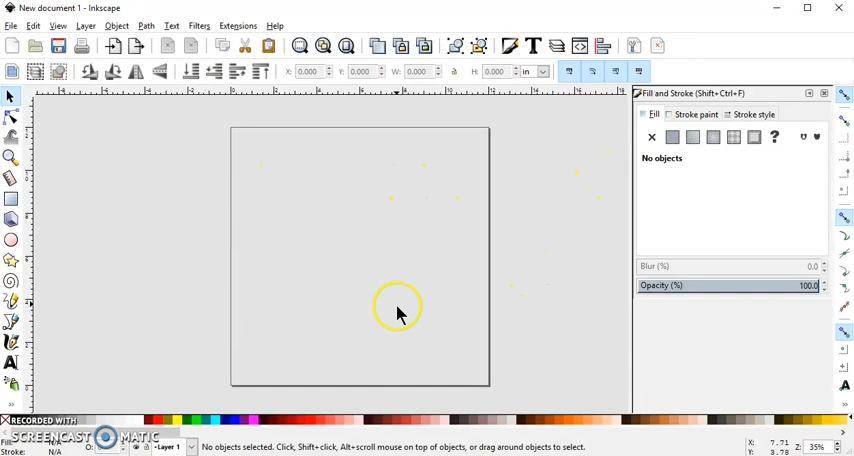 New document 1 - Inkscape
File Edit View Layer Object Path Text Filters Extensions Help
X: 0.000 Y: 0.000 W: 0.000 H: 0.000 in
Fill and Stroke (Shift+Ctrl+F)
Fill Stroke paint Stroke style
?
No objects
Blur (%) 0.0
Opacity (%) 100.0
RECORDED WITH
SCREENCAST MATIC
Fill: N/A
Stroke: N/A
O:
Layer 1
No objects selected. Click, Shift+click, Alt+scroll mouse on top of objects, or drag around objects to select.
X: 7.71
Y: 3.78
Z: 35%